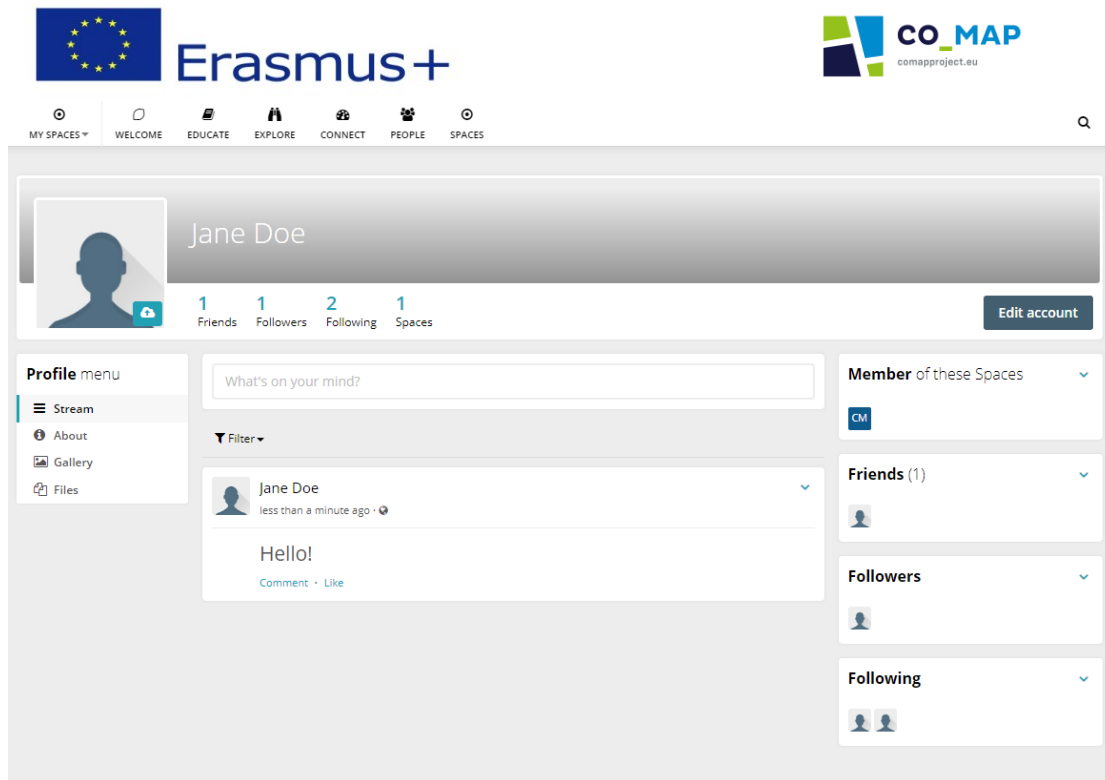 Erasmus+
CO_MAP
comapproject.eu
MY SPACES
WELCOME
EDUCATE
EXPLORE
CONNECT
PEOPLE
SPACES
Jane Doe
1 1 2 1
Friends Followers Following Spaces
Edit account
Profile menu
Stream
About
Gallery
Files
What's on your mind?
Filter
Jane Doe
less than a minute ago ·
Hello!
Comment · Like
Member of these Spaces
CM
Friends (1)
Followers
Following